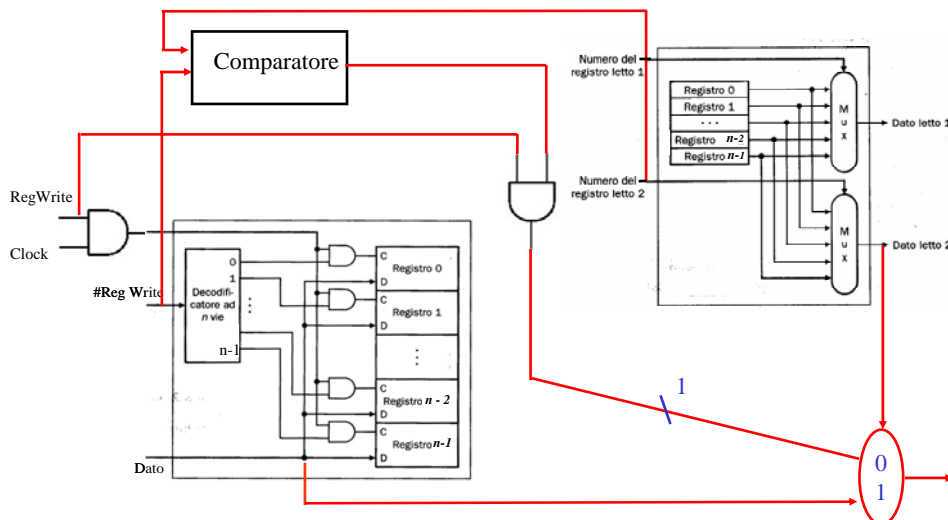 Comparatore
Numero del
registro letto 1
Registro 0
Registro 1
- - -
Registro n-2
Registro n-1
M
u
x
Dato letto 1
Numero del
registro letto 2
M
u
x
Dato letto 2
RegWrite
Clock
#Reg Write
Decodifi-
catore ad
n vie
0
1
n-1
C
Registro 0
D
C
Registro 1
D
C
Registro n - 2
D
C
Registro n-1
D
Dato
1
0
1